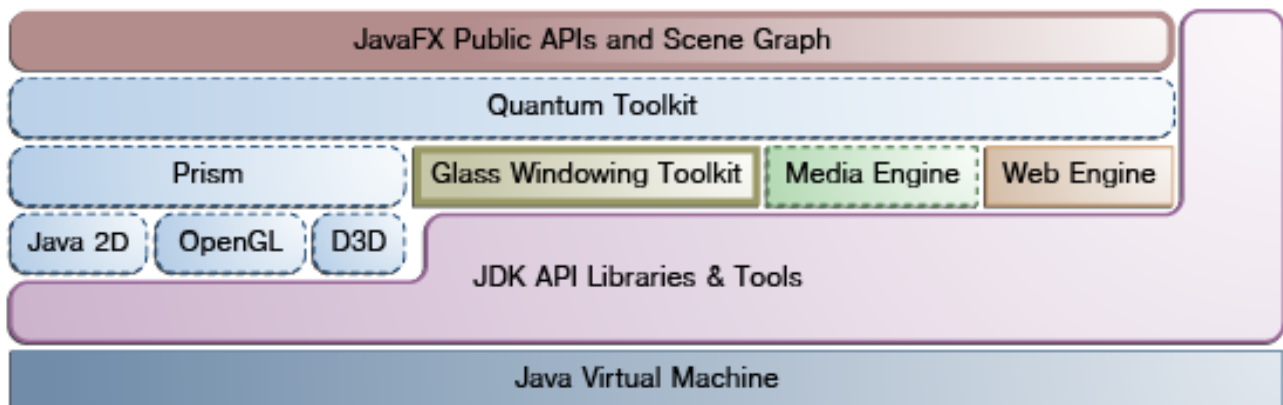 JavaFX Public APIs and Scene Graph
Quantum Toolkit
Prism
Glass Windowing Toolkit
Media Engine
Web Engine
Java 2D
OpenGL
D3D
JDK API Libraries & Tools
Java Virtual Machine